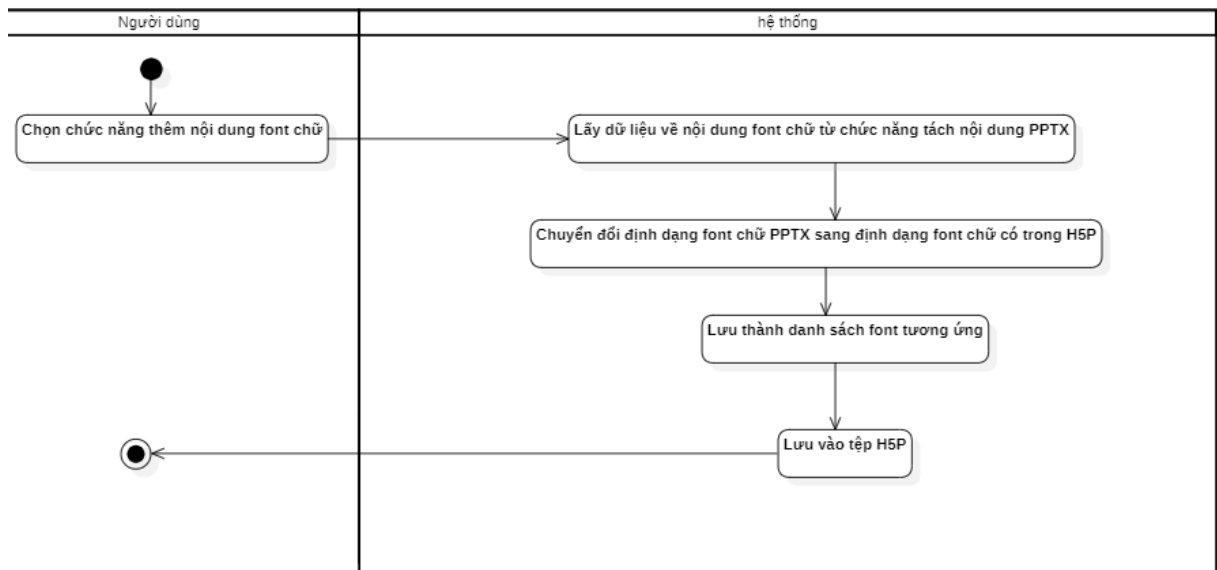 Người dùng
hệ thống
Chọn chức năng thêm nội dung font chữ
Lấy dữ liệu về nội dung font chữ từ chức năng tách nội dung PPTX
Chuyển đổi định dạng font chữ PPTX sang định dạng font chữ có trong H5P
Lưu thành danh sách font tương ứng
Lưu vào tệp H5P